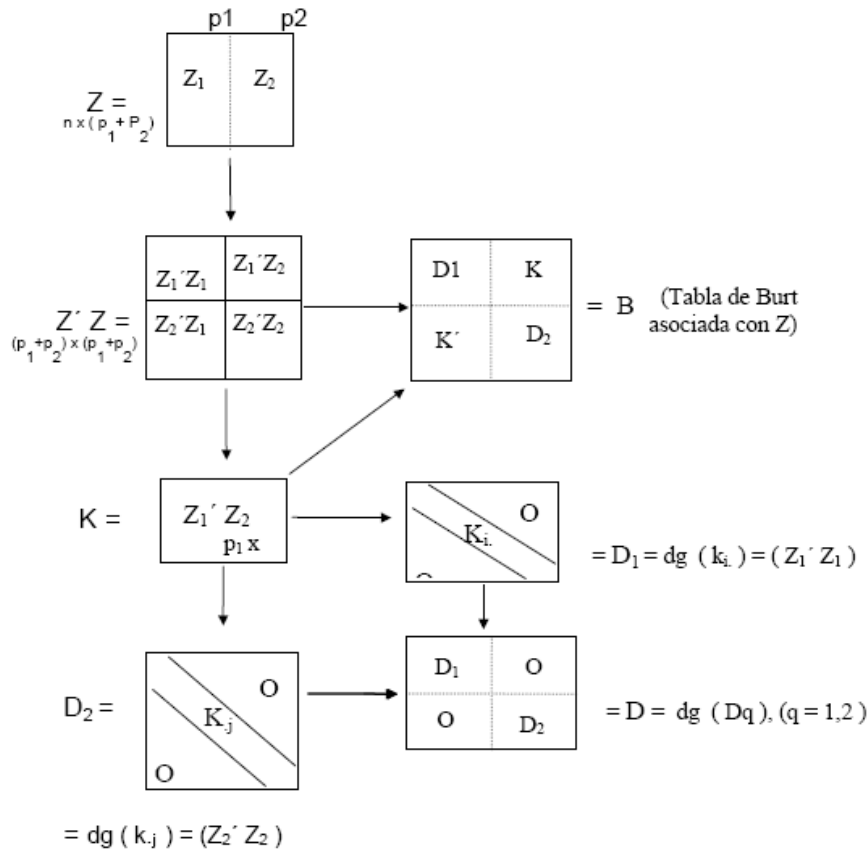 p1 p2
Z₁ Z₂
Z =
n x ( p₁ + P₂)
Z₁´Z₁ Z₁´Z₂
Z₂´Z₁ Z₂´Z₂
Z´ Z =
(p₁+p₂) x (p₁+p₂)
D1 K
K´ D₂
= B (Tabla de Burt
asociada con Z)
K =
Z₁´ Z₂
p₁ x
O
Kᵢ.
= D₁ = dg ( kᵢ. ) = ( Z₁´ Z₁ )
D₂ =
O
K.ⱼ
O
D₁ O
O D₂
= D = dg ( Dq ), (q = 1,2 )
= dg ( k.ⱼ ) = (Z₂´ Z₂ )